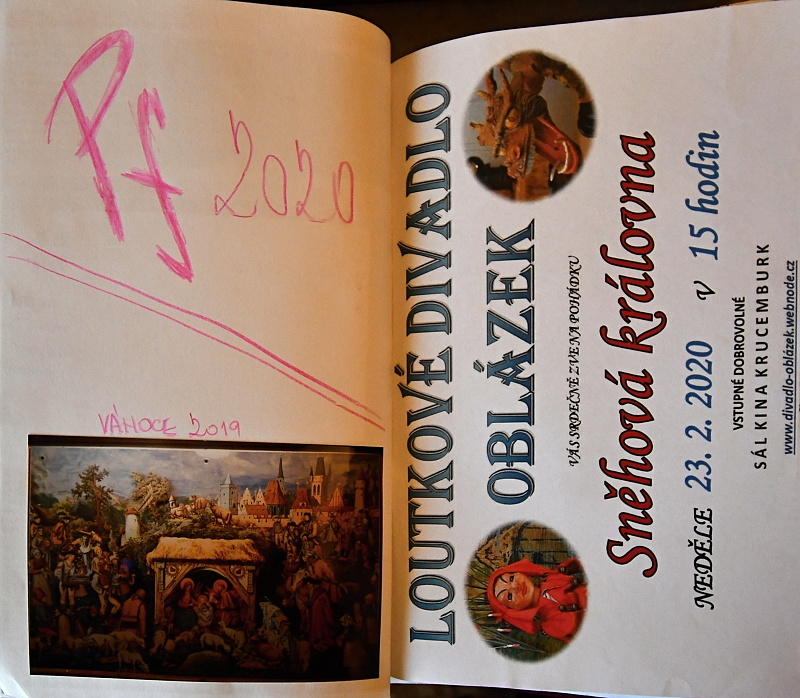 Pf 2020
VÁNOCE 2019
LOUTKOVÉ DIVADLO
OBLÁZEK
VÁS SRDEČNĚ ZVE NA POHÁDKU
Sněhová královna
NEDĚLE 23. 2. 2020 V 15 hodin
VSTUPNÉ DOBROVOLNÉ
SÁL KINA KRUCEMBURK
www.divadlo-oblázek.webnode.cz